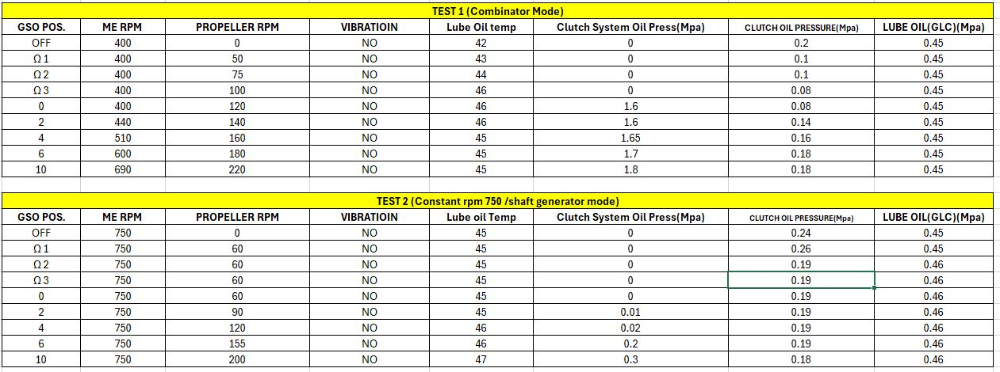 TEST 1 (Combinator Mode)
GSO POS. ME RPM PROPELLER RPM VIBRATIOIN Lube Oil temp Clutch System Oil Press(Mpa) CLUTCH OIL PRESSURE(Mpa) LUBE OIL(GLC)(Mpa)
OFF 400 0 NO 42 0 0.2 0.45
Ω 1 400 50 NO 43 0 0.1 0.45
Ω 2 400 75 NO 44 0 0.1 0.45
Ω 3 400 100 NO 46 0 0.08 0.45
0 400 120 NO 46 1.6 0.08 0.45
2 440 140 NO 46 1.6 0.14 0.45
4 510 160 NO 45 1.65 0.16 0.45
6 600 180 NO 45 1.7 0.18 0.45
10 690 220 NO 45 1.8 0.18 0.45
TEST 2 (Constant rpm 750 /shaft generator mode)
GSO POS. ME RPM PROPELLER RPM VIBRATIOIN Lube oil Temp Clutch System Oil Press(Mpa) CLUTCH OIL PRESSURE(Mpa) LUBE OIL(GLC)(Mpa)
OFF 750 0 NO 45 0 0.24 0.45
Ω 1 750 60 NO 45 0 0.26 0.45
Ω 2 750 60 NO 45 0 0.19 0.46
Ω 3 750 60 NO 45 0 0.19 0.46
0 750 60 NO 45 0 0.19 0.46
2 750 90 NO 45 0.01 0.19 0.46
4 750 120 NO 46 0.02 0.19 0.46
6 750 155 NO 46 0.2 0.19 0.46
10 750 200 NO 47 0.3 0.18 0.46